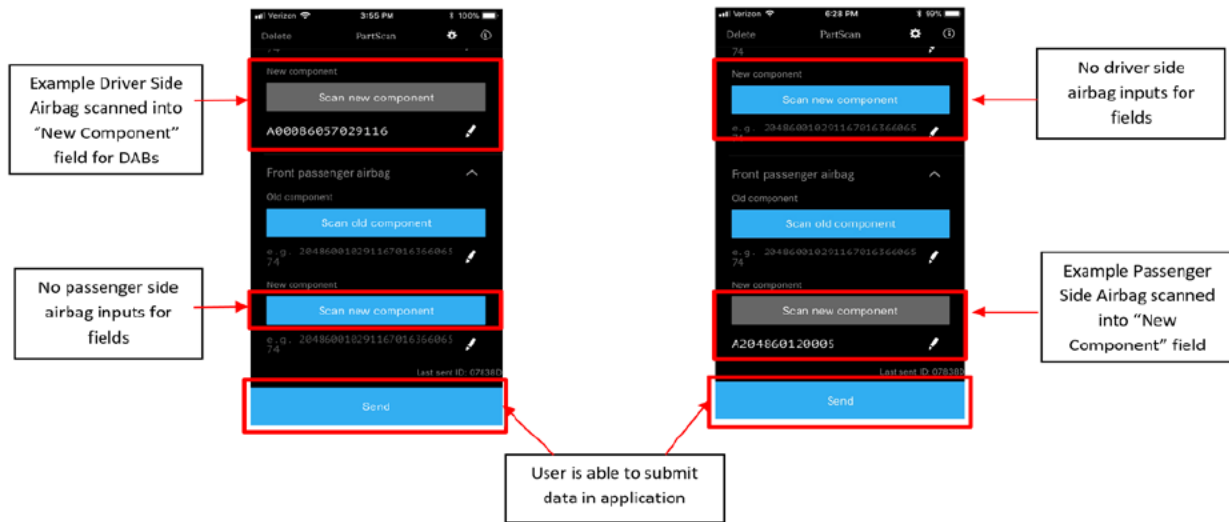 Verizon 3:55 PM 100%
Delete PartScan
74
New component
Scan new component
A00086057029116
Front passenger airbag
Old component
Scan old component
e.g. 204860010291167016366065
74
New component
Scan new component
e.g. 204860010291167016366065
74
Last sent ID: 07838D
Send
Verizon 6:28 PM 99%
Delete PartScan
74
New component
Scan new component
e.g. 204860010291167016366065
74
Front passenger airbag
Old component
Scan old component
e.g. 204860010291167016366065
74
New component
Scan new component
A204860120005
Last sent ID: 07838D
Send
Example Driver Side
Airbag scanned into
“New Component”
field for DABs
No passenger side
airbag inputs for
fields
No driver side
airbag inputs for
fields
Example Passenger
Side Airbag scanned
into “New
Component” field
User is able to submit
data in application